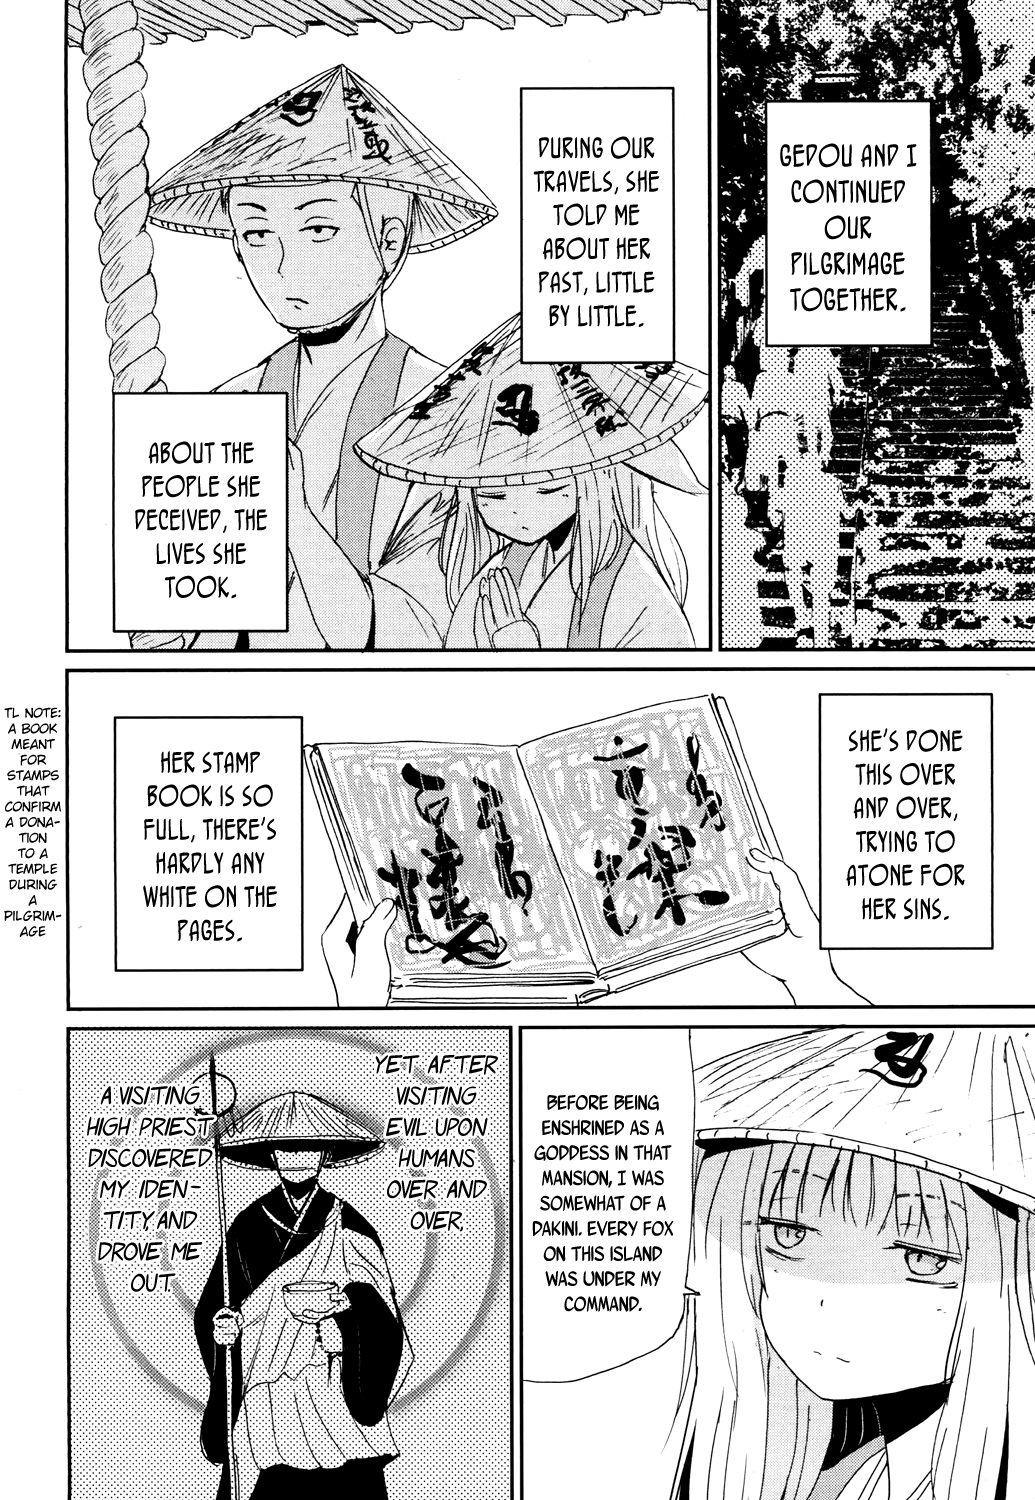 GEDOU AND I
CONTINUED
OUR
PILGRIMAGE
TOGETHER.
DURING OUR
TRAVELS, SHE
TOLD ME
ABOUT HER
PAST, LITTLE
BY LITTLE.
ABOUT THE
PEOPLE SHE
DECEIVED, THE
LIVES SHE
TOOK.
SHE'S DONE
THIS OVER
AND OVER,
TRYING TO
ATONE FOR
HER SINS.
HER STAMP
BOOK IS SO
FULL, THERE'S
HARDLY ANY
WHITE ON THE
PAGES.
TL NOTE:
A BOOK
MEANT
FOR
STAMPS
THAT
CONFIRM
A DONA-
TION
TO A
TEMPLE
DURING
A
PILGRIM-
AGE
BEFORE BEING
ENSHRINED AS A
GODDESS IN THAT
MANSION, I WAS
SOMEWHAT OF A
DAKINI. EVERY FOX
ON THIS ISLAND
WAS UNDER MY
COMMAND.
YET AFTER
VISITING
EVIL UPON
HUMANS
OVER AND
OVER,
A VISITING
HIGH PRIEST
DISCOVERED
MY IDEN-
TITY AND
DROVE ME
OUT.